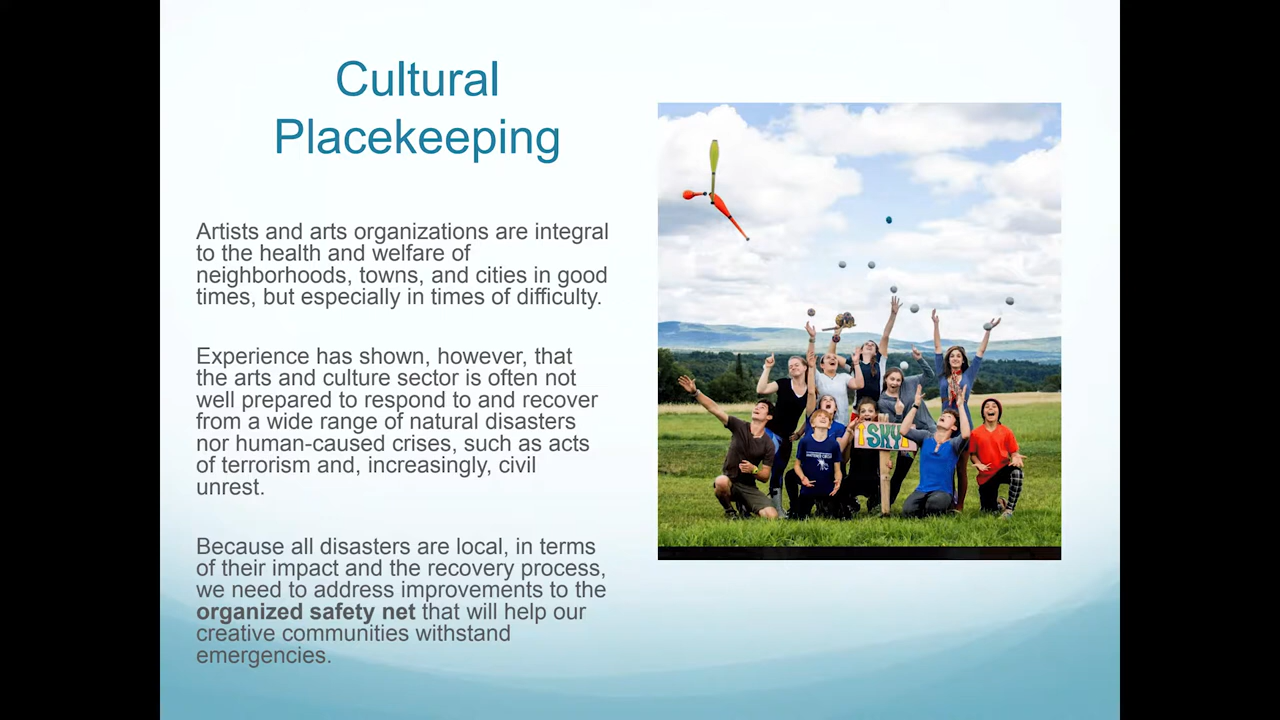 Cultural
Placekeeping
Artists and arts organizations are integral
to the health and welfare of
neighborhoods, towns, and cities in good
times, but especially in times of difficulty.
Experience has shown, however, that
the arts and culture sector is often not
well prepared to respond to and recover
from a wide range of natural disasters
nor human-caused crises, such as acts
of terrorism and, increasingly, civil
unrest.
Because all disasters are local, in terms
of their impact and the recovery process,
we need to address improvements to the
organized safety net that will help our
creative communities withstand
emergencies.
SKY